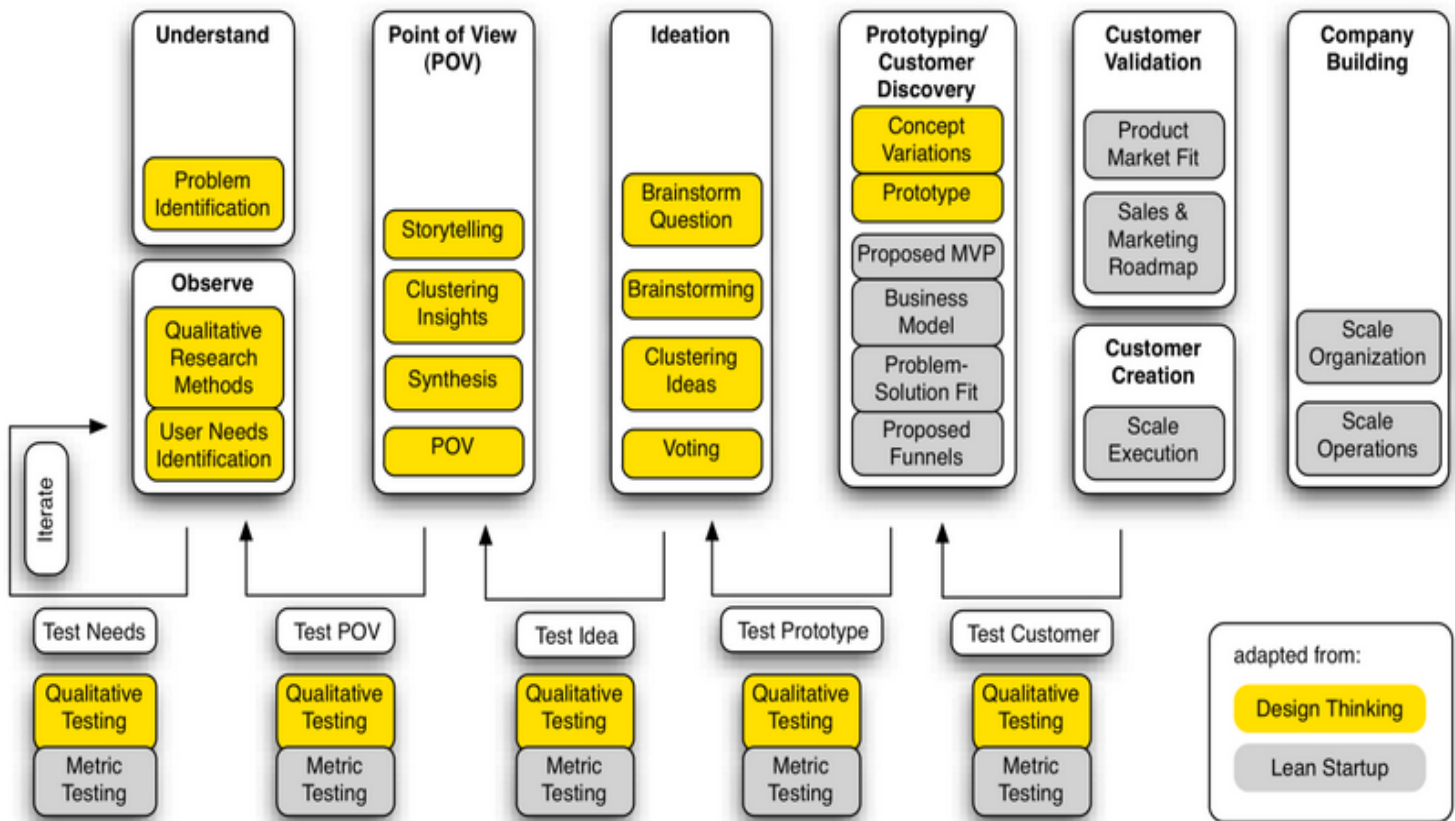 Understand
Problem
Identification
Observe
Qualitative
Research
Methods
User Needs
Identification
Point of View
(POV)
Storytelling
Clustering
Insights
Synthesis
POV
Ideation
Brainstorm
Question
Brainstorming
Clustering
Ideas
Voting
Prototyping/
Customer
Discovery
Concept
Variations
Prototype
Proposed MVP
Business
Model
Problem-
Solution Fit
Proposed
Funnels
Customer
Validation
Product
Market Fit
Sales &
Marketing
Roadmap
Customer
Creation
Scale
Execution
Company
Building
Scale
Organization
Scale
Operations
Iterate
Test Needs
Qualitative
Testing
Metric
Testing
Test POV
Qualitative
Testing
Metric
Testing
Test Idea
Qualitative
Testing
Metric
Testing
Test Prototype
Qualitative
Testing
Metric
Testing
Test Customer
Qualitative
Testing
Metric
Testing
adapted from:
Design Thinking
Lean Startup